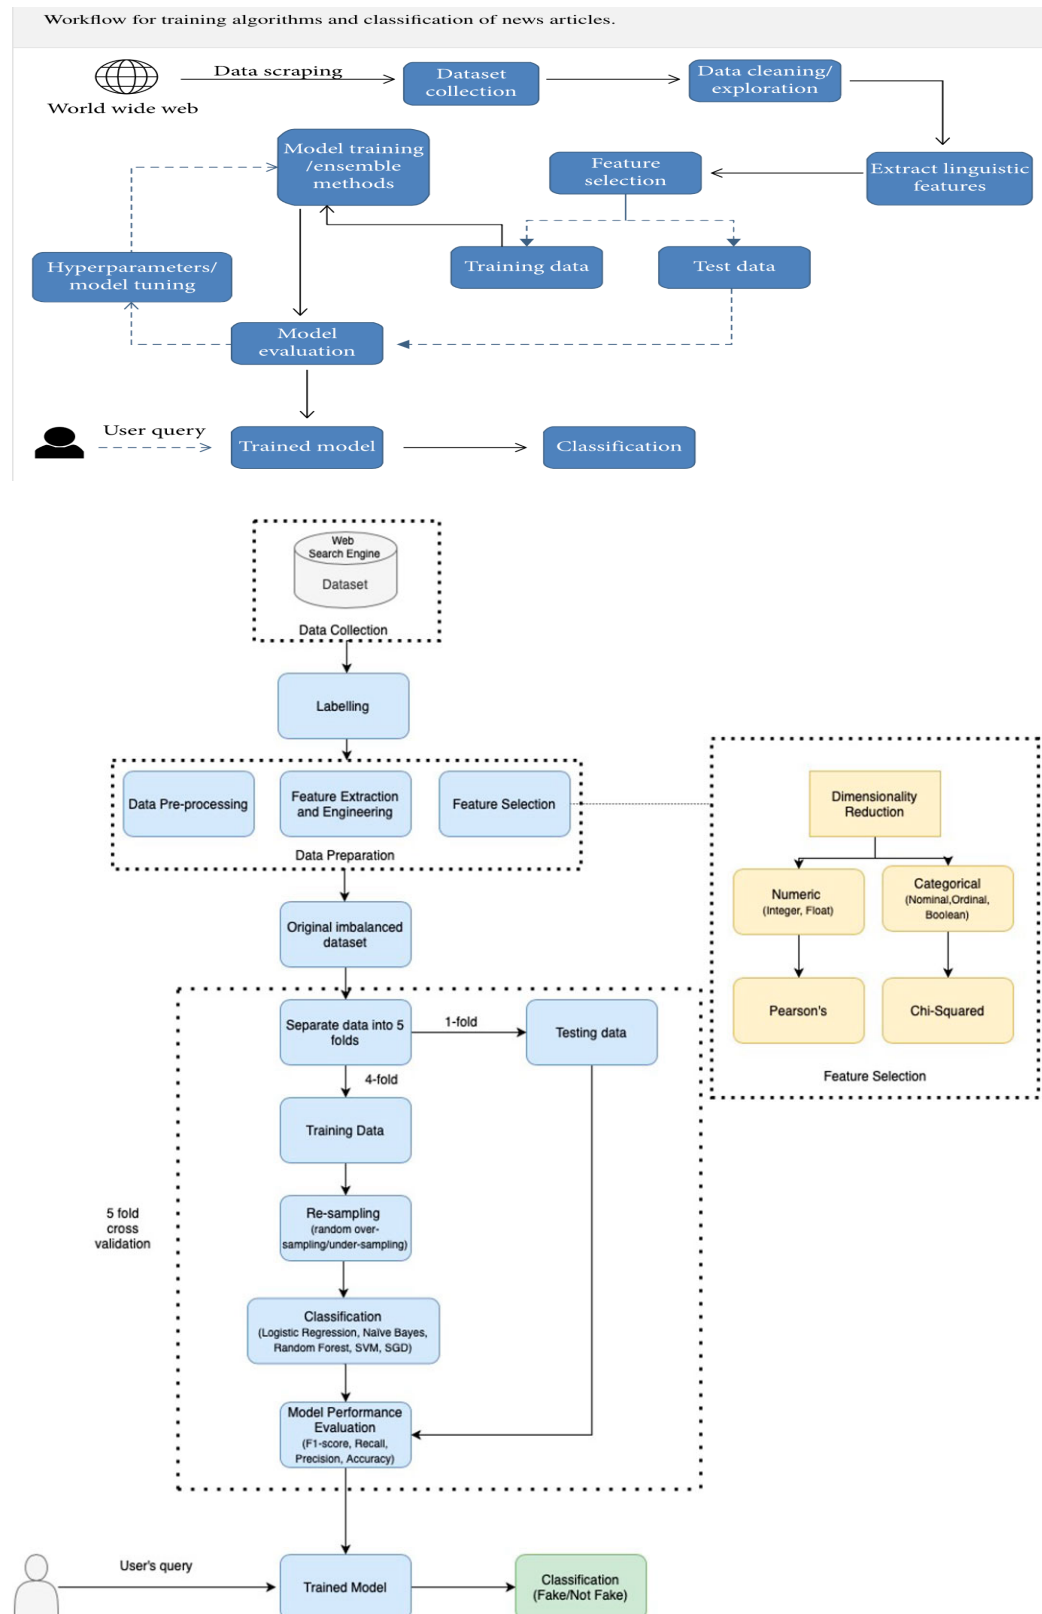 Workflow for training algorithms and classification of news articles.
Data scraping
World wide web
Dataset
collection
Data cleaning/
exploration
Model training
/ensemble
methods
Feature
selection
Extract linguistic
features
Hyperparameters/
model tuning
Training data
Test data
Model
evaluation
User query
Trained model
Classification
Web
Search Engine
Dataset
Data Collection
Labelling
Data Pre-processing
Feature Extraction
and Engineering
Feature Selection
Data Preparation
Dimensionality
Reduction
Numeric
(Integer, Float)
Categorical
(Nominal,Ordinal,
Boolean)
Pearson's
Chi-Squared
Feature Selection
Original imbalanced
dataset
Separate data into 5
folds
1-fold
Testing data
4-fold
Training Data
5 fold
cross
validation
Re-sampling
(random over-
sampling/under-sampling)
Classification
(Logistic Regression, Naïve Bayes,
Random Forest, SVM, SGD)
Model Performance
Evaluation
(F1-score, Recall,
Precision, Accuracy)
User's query
Trained Model
Classification
(Fake/Not Fake)